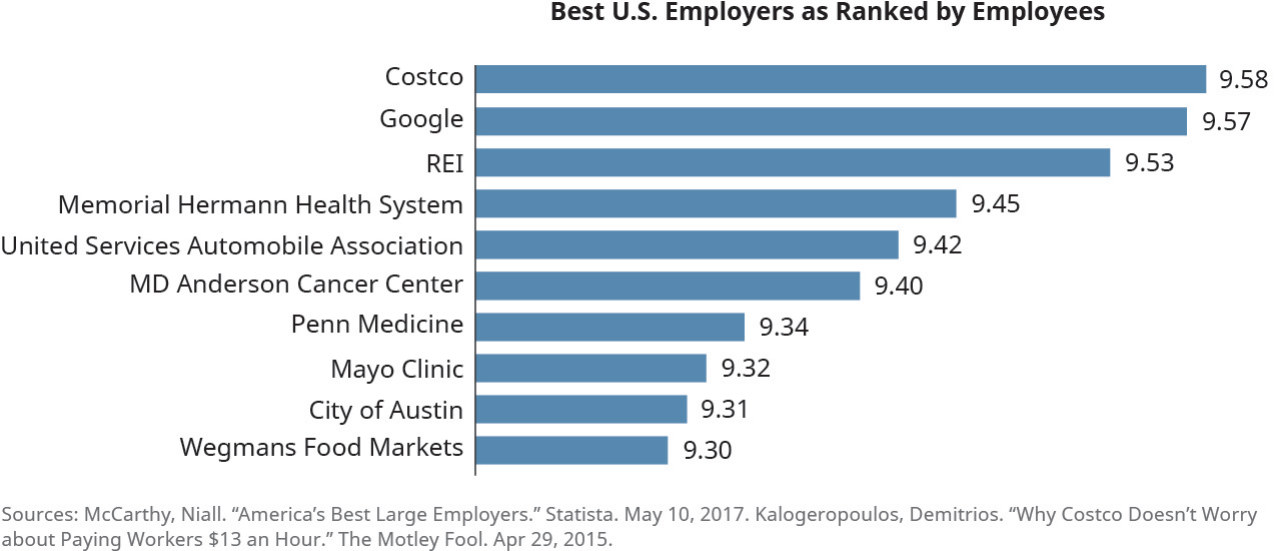 Best U.S. Employers as Ranked by Employees
Costco 9.58
Google 9.57
REI 9.53
Memorial Hermann Health System 9.45
United Services Automobile Association 9.42
MD Anderson Cancer Center 9.40
Penn Medicine 9.34
Mayo Clinic 9.32
City of Austin 9.31
Wegmans Food Markets 9.30
Sources: McCarthy, Niall. “America’s Best Large Employers.” Statista. May 10, 2017. Kalogeropoulos, Demitrios. “Why Costco Doesn’t Worry
about Paying Workers $13 an Hour.” The Motley Fool. Apr 29, 2015.